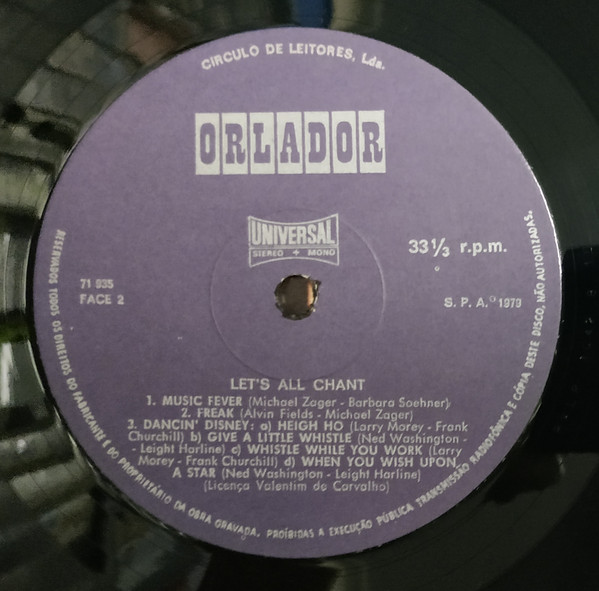 CIRCULO DE LEITORES, Lda.
ORLADOR
UNIVERSAL
STEREO + MONO
33 1/3 r.p.m.
71 935
FACE 2
S. P. A. 1979
LET'S ALL CHANT
1. MUSIC FEVER (Michael Zager - Barbara Soehner)
2. FREAK (Alvin Fields - Michael Zager)
3. DANCIN' DISNEY: a) HEIGH HO (Larry Morey - Frank
Churchill) b) GIVE A LITTLE WHISTLE (Ned Washington -
- Leight Harline) c) WHISTLE WHILE YOU WORK (Larry
Morey - Frank Churchill) d) WHEN YOU WISH UPON
A STAR (Ned Washington - Leight Harline)
(Licença Valentim de Carvalho)
RESERVADOS TODOS OS DIREITOS DO FABRICANTE E DO PROPRIETÁRIO DA OBRA GRAVADA. PROÍBIDAS A EXECUÇÃO PÚBLICA TRANSMISSÃO RADIOFÓNICA E CÓPIA DESTE DISCO, NÃO AUTORIZADAS.